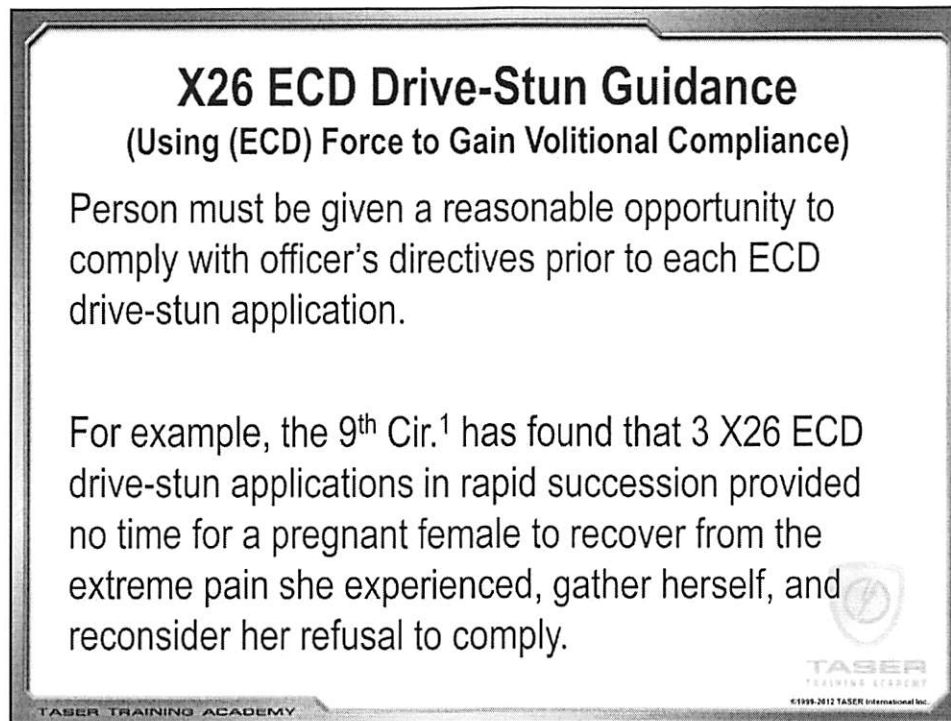 X26 ECD Drive-Stun Guidance
(Using (ECD) Force to Gain Volitional Compliance)
Person must be given a reasonable opportunity to
comply with officer's directives prior to each ECD
drive-stun application.
For example, the 9th Cir.1 has found that 3 X26 ECD
drive-stun applications in rapid succession provided
no time for a pregnant female to recover from the
extreme pain she experienced, gather herself, and
reconsider her refusal to comply.
TASER
TRAINING ACADEMY
©1999-2012 TASER International Inc.
TASER TRAINING ACADEMY